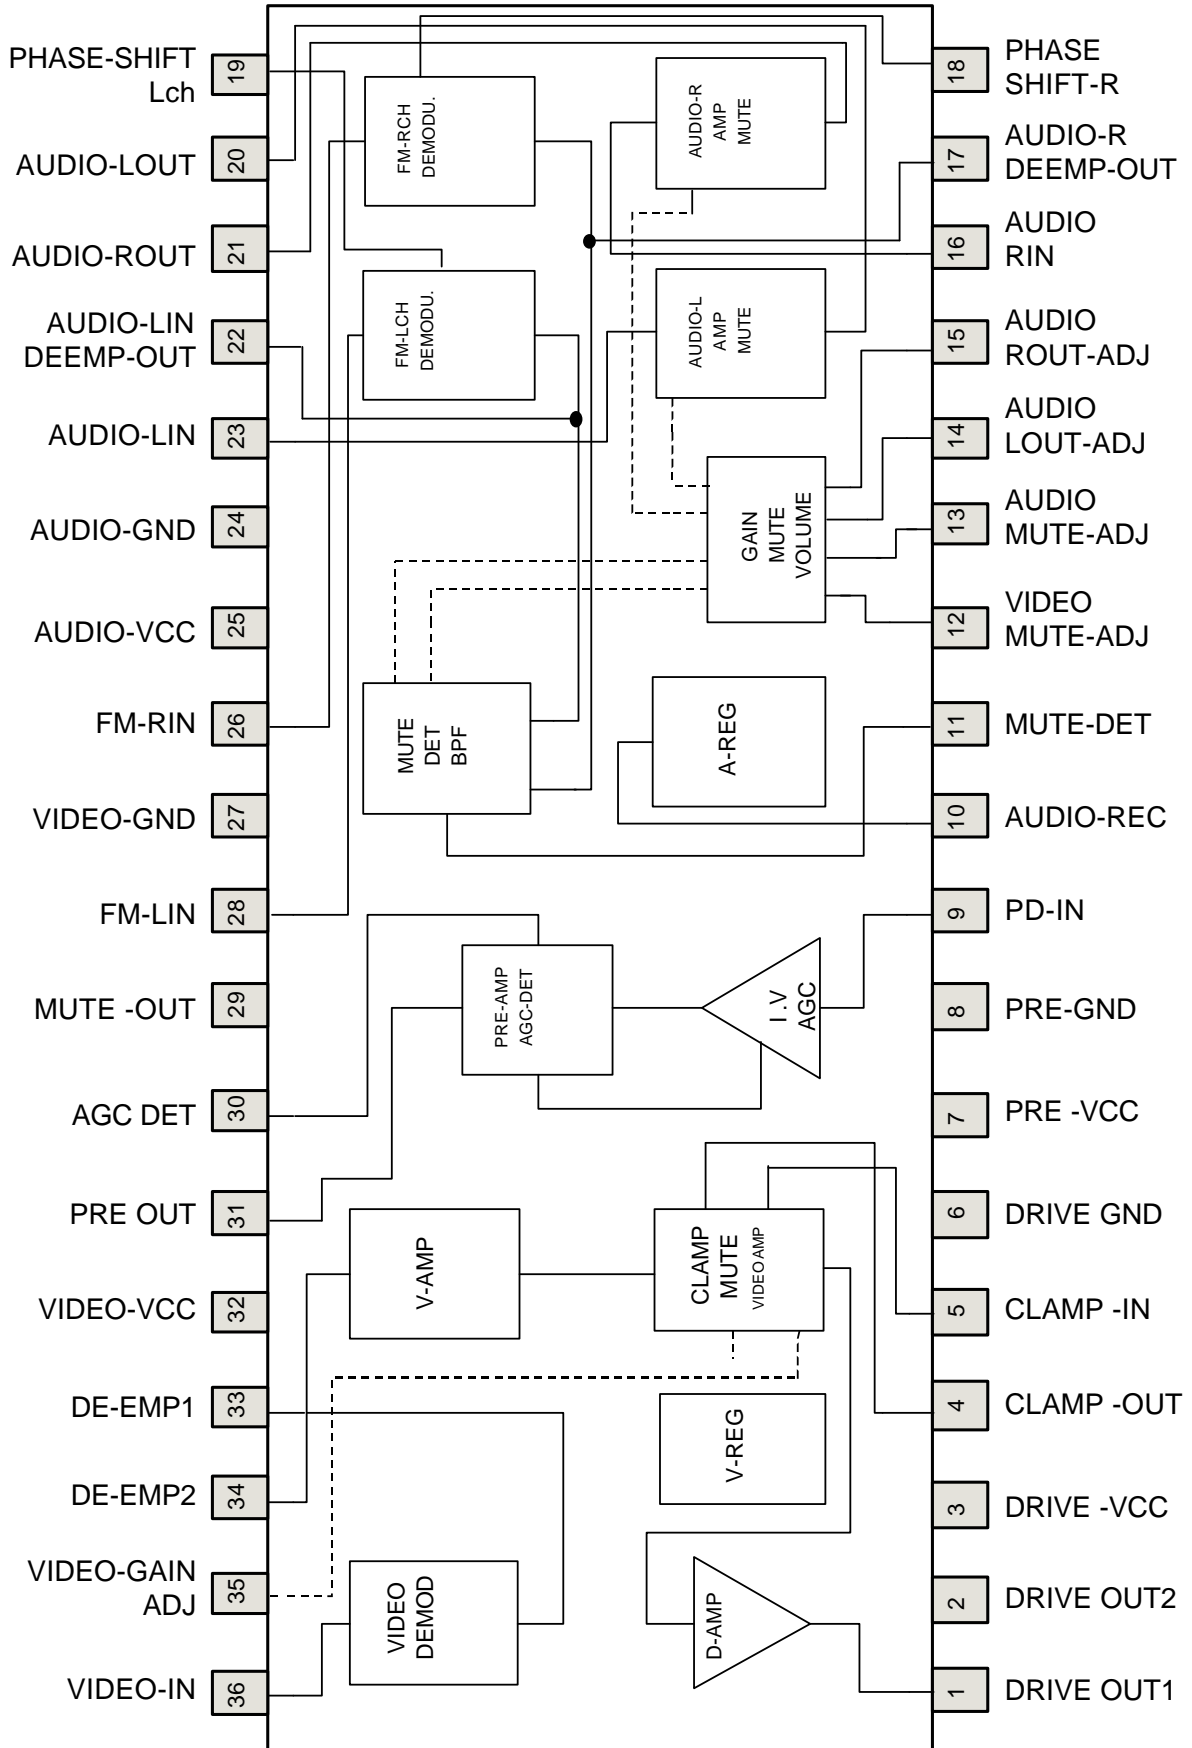 PHASE-SHIFT
Lch
19
AUDIO-LOUT
20
AUDIO-ROUT
21
AUDIO-LIN
DEEMP-OUT
22
AUDIO-LIN
23
AUDIO-GND
24
AUDIO-VCC
25
FM-RIN
26
VIDEO-GND
27
FM-LIN
28
MUTE -OUT
29
AGC DET
30
PRE OUT
31
VIDEO-VCC
32
DE-EMP1
33
DE-EMP2
34
VIDEO-GAIN
ADJ
35
VIDEO-IN
36
FM-RCH
DEMODU.
AUDIO-R
AMP
MUTE
FM-LCH
DEMODU.
AUDIO-L
AMP
MUTE
GAIN
MUTE
VOLUME
MUTE
DET
BPF
A-REG
PRE-AMP
AGC-DET
I .V
AGC
V-AMP
CLAMP
MUTE
VIDEO AMP
V-REG
VIDEO
DEMOD
D-AMP
18
PHASE
SHIFT-R
17
AUDIO-R
DEEMP-OUT
16
AUDIO
RIN
15
AUDIO
ROUT-ADJ
14
AUDIO
LOUT-ADJ
13
AUDIO
MUTE-ADJ
12
VIDEO
MUTE-ADJ
11
MUTE-DET
10
AUDIO-REC
9
PD-IN
8
PRE-GND
7
PRE -VCC
6
DRIVE GND
5
CLAMP -IN
4
CLAMP -OUT
3
DRIVE -VCC
2
DRIVE OUT2
1
DRIVE OUT1